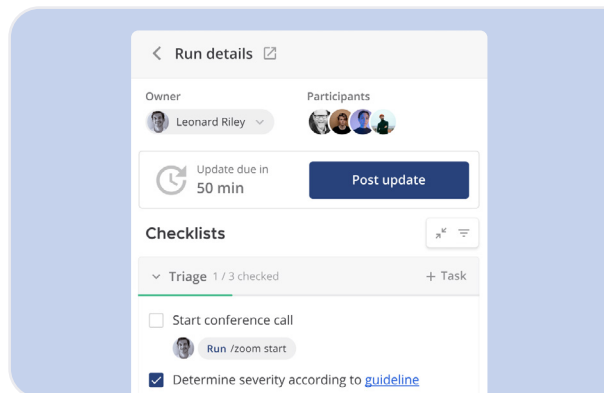 Run details
Owner
Participants
Leonard Riley
Update due in
50 min
Post update
Checklists
Triage 1 / 3 checked
+ Task
Start conference call
Run /zoom start
Determine severity according to guideline